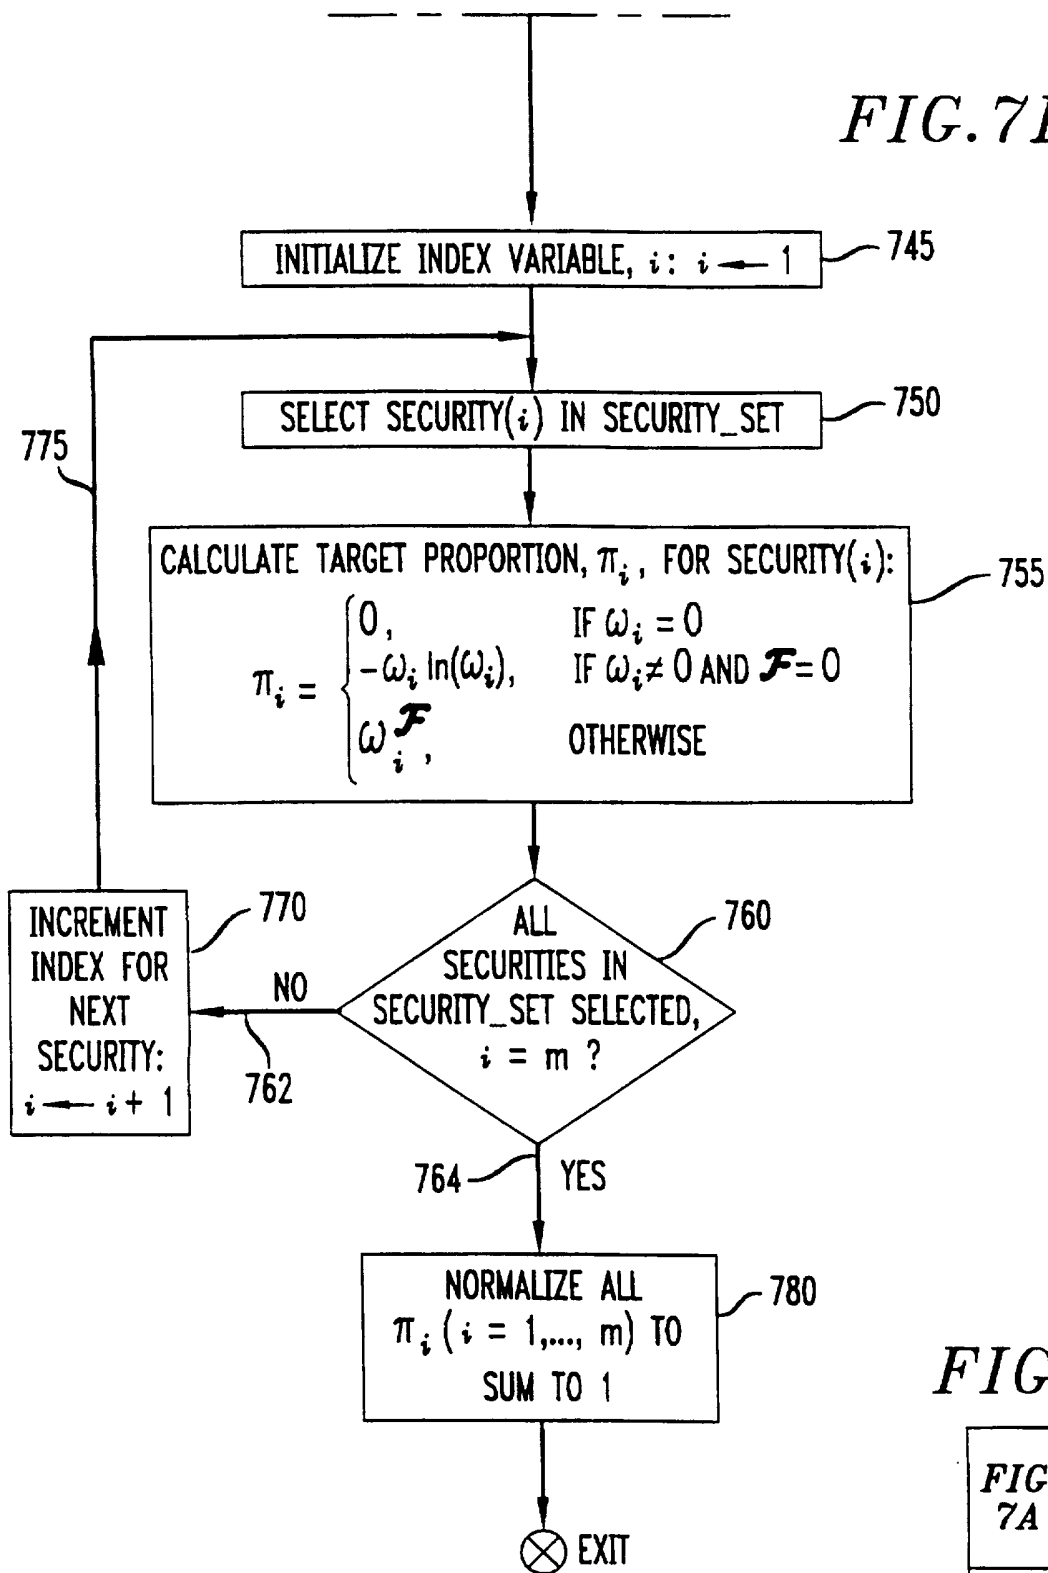 FIG. 7B
INITIALIZE INDEX VARIABLE, i: i ← 1
745
SELECT SECURITY(i) IN SECURITY_SET
750
775
CALCULATE TARGET PROPORTION, πi, FOR SECURITY(i):
755
πi = { 0, IF ωi = 0
-ωi ln(ωi), IF ωi ≠ 0 AND 𝓕 = 0
ωi^𝓕, OTHERWISE
INCREMENT
INDEX FOR
NEXT
SECURITY:
i ← i + 1
770
NO
762
ALL
SECURITIES IN
SECURITY_SET SELECTED,
i = m ?
760
764
YES
NORMALIZE ALL
πi (i = 1,..., m) TO
SUM TO 1
780
EXIT
FIG
FIG
7A